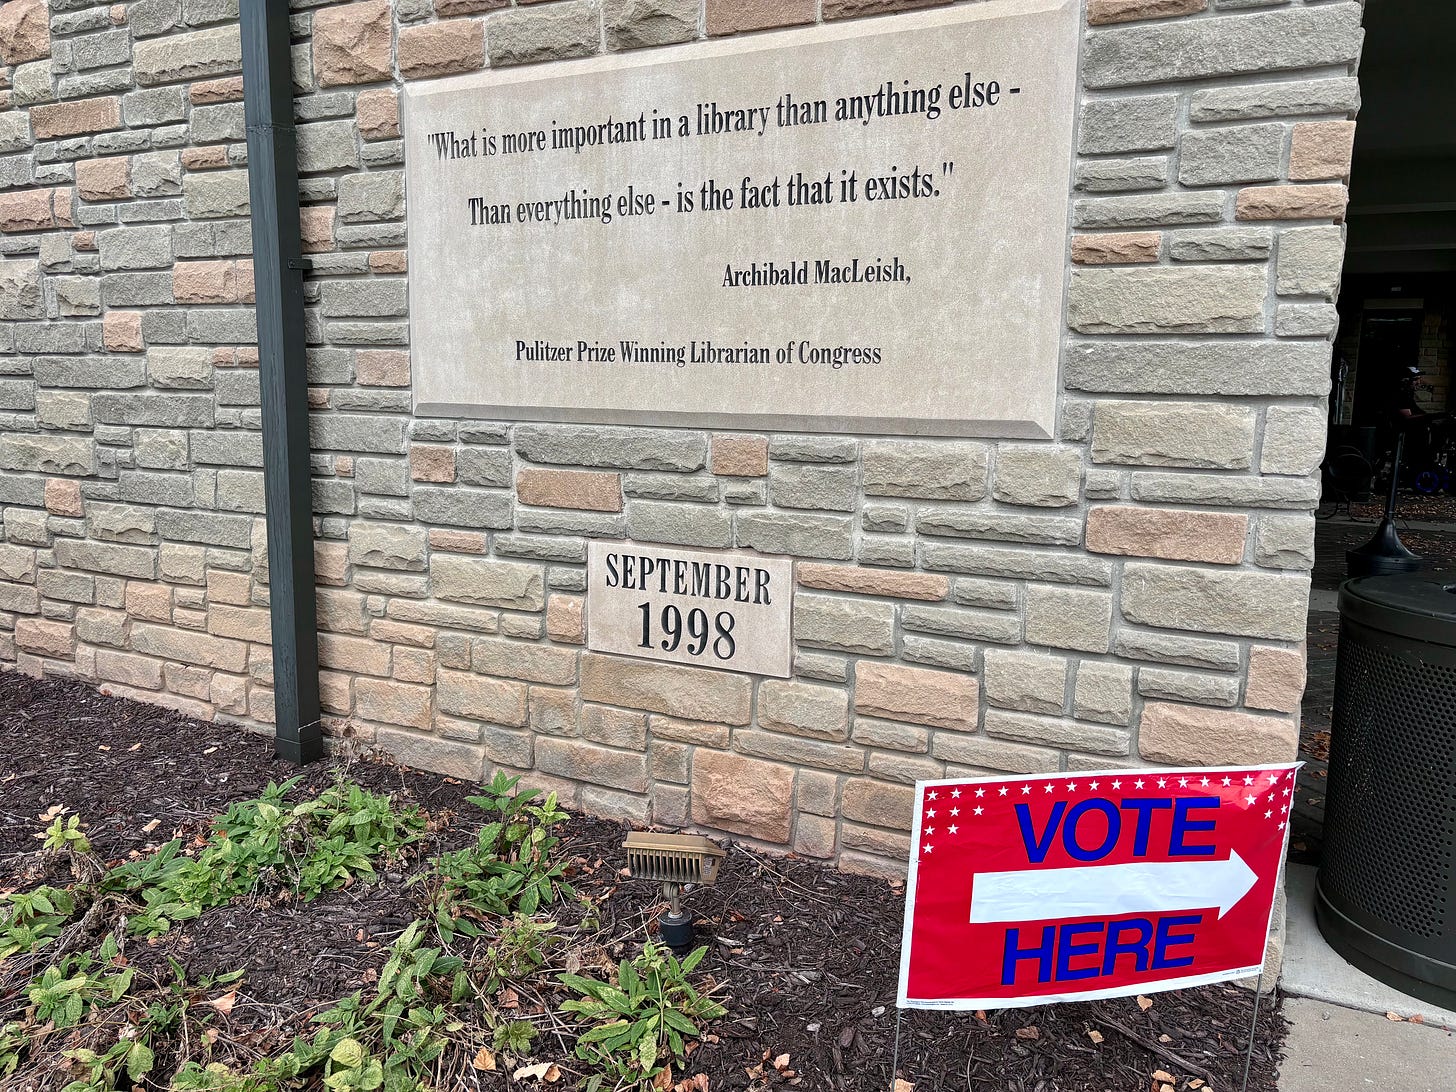 "What is more important in a library than anything else -
Than everything else - is the fact that it exists."
Archibald MacLeish,
Pulitzer Prize Winning Librarian of Congress
SEPTEMBER
1998
VOTE
HERE